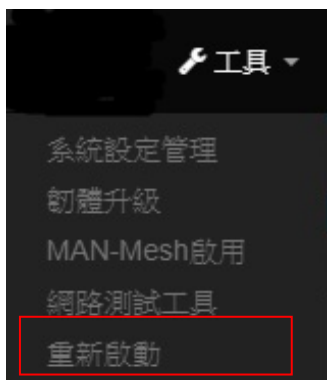 工具
系統設定管理
韌體升級
MAN-Mesh啟用
網路測試工具
重新啟動